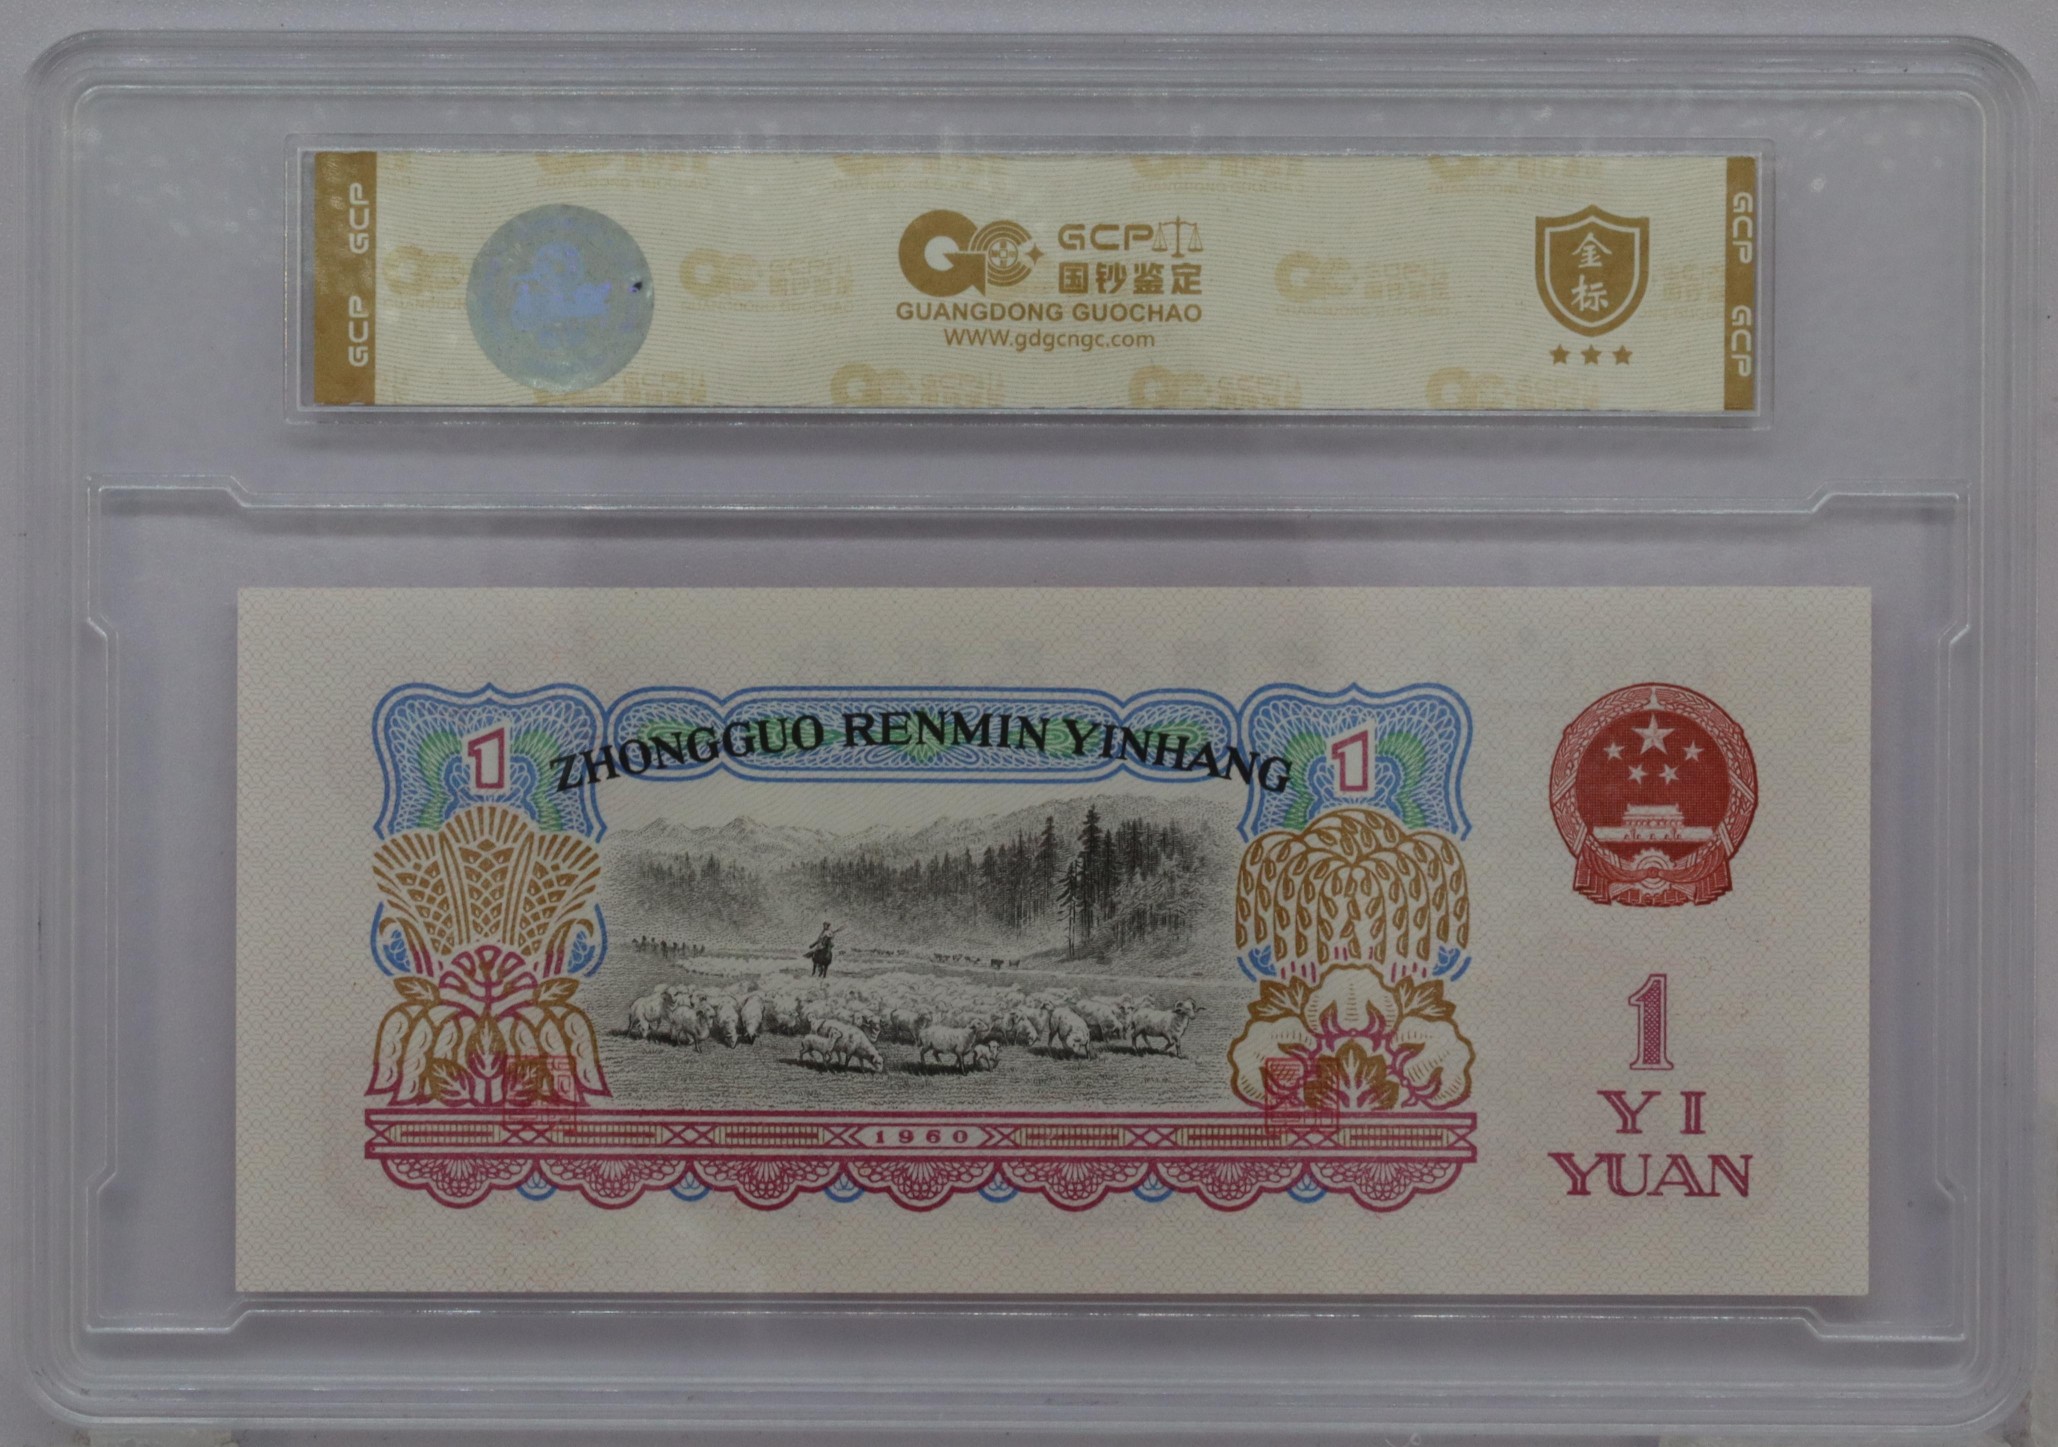 GCP
国钞鉴定
GUANGDONG GUOCHAO
WWW.gdgcngc.com
金标
GCP GCP
GCP GCP
ZHONGGUO RENMIN YINHANG
1
1
1960
1
YI
YUAN